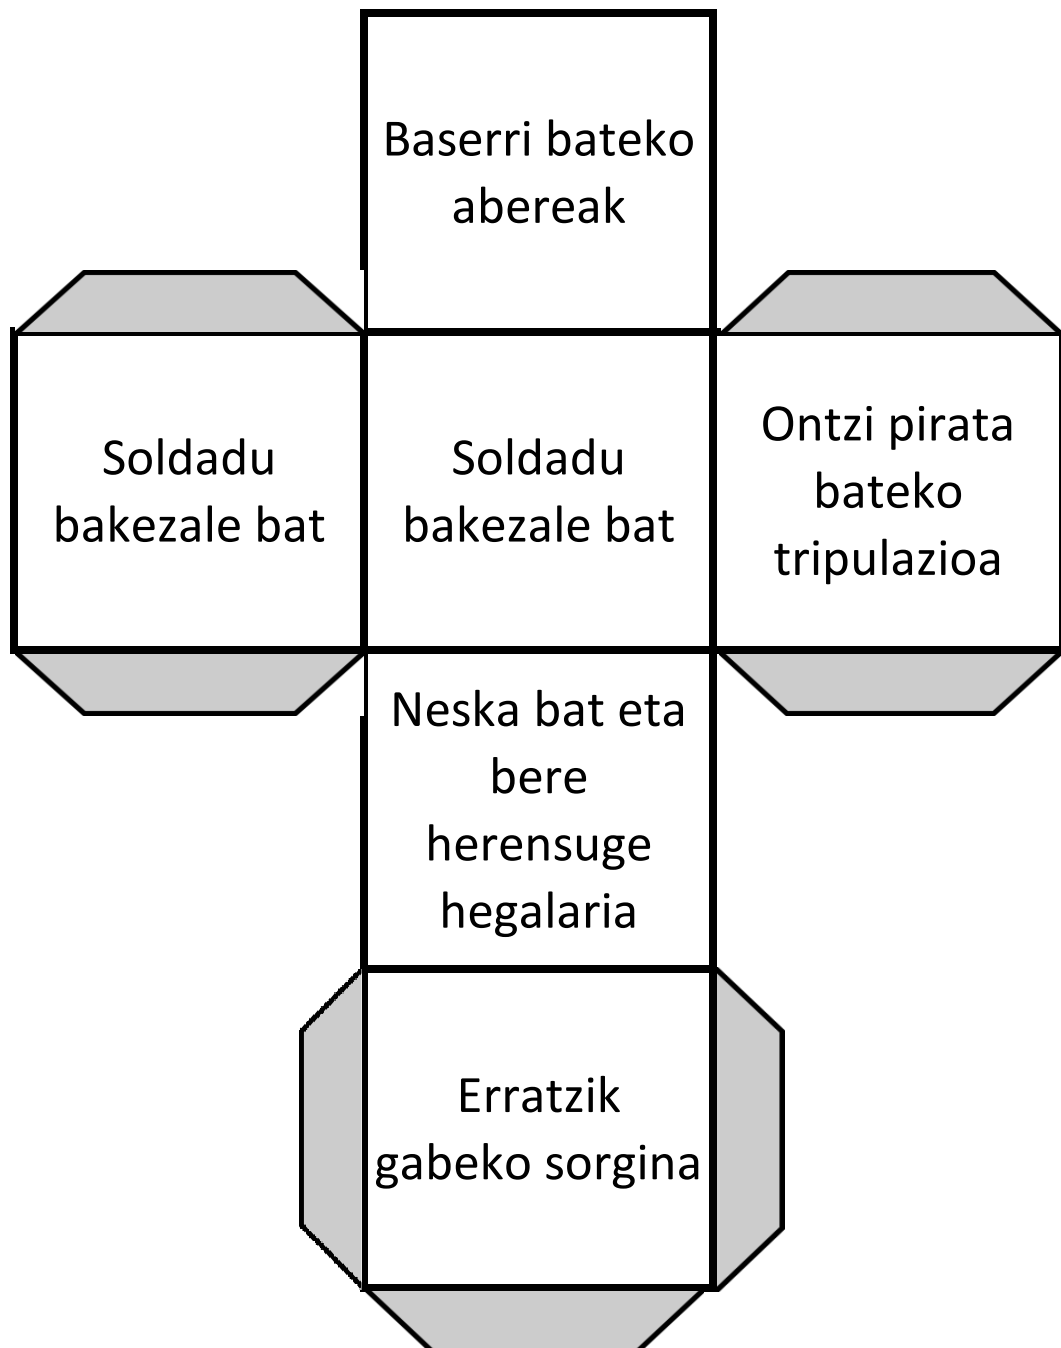 Baserri bateko
abereak
Soldadu
bakezale bat
Soldadu
bakezale bat
Ontzi pirata
bateko
tripulazioa
Neska bat eta
bere
herensuge
hegalaria
Erratzik
gabeko sorgina